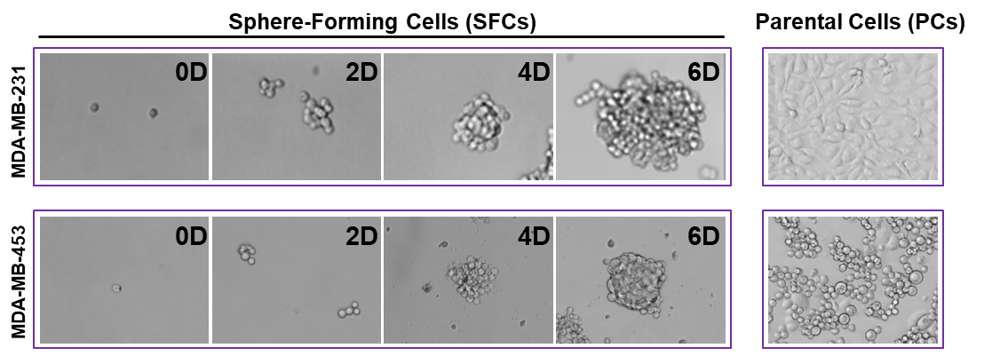 Sphere-Forming Cells (SFCs)
Parental Cells (PCs)
MDA-MB-231
0D
2D
4D
6D
MDA-MB-453
0D
2D
4D
6D